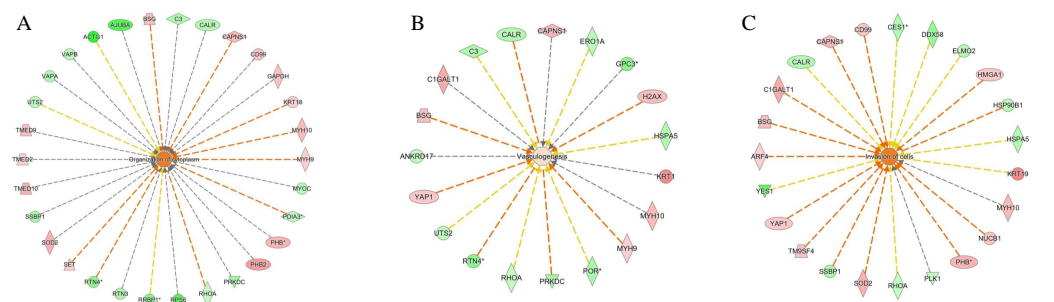 A
BSG
C3
AJUBA
CALR
ACTG1
CAPNS1
VAPB
CD99
VAPA
GAPDH
UTS2
KRT18
TMED9
MYH10
TMED2
Organization of cytoplasm
MYH9
TMED10
MYOC
SSBP1
PDIA3*
SOD2
PHB*
SET
PHB2
RTN4*
PRKDC
RTN3
RRBP1*
RPS6
RHOA
B
CAPNS1
CALR
ERO1A
C3
GPC3*
C1GALT1
H2AX
BSG
HSPA5
ANKRD17
Vasculogenesis
KRT1
YAP1
MYH10
UTS2
MYH9
RTN4*
POR*
RHOA
PRKDC
C
CD99
CES1*
CAPNS1
DDX58
CALR
ELMO2
C1GALT1
HMGA1
BSG
HSP90B1
ARF4
Invasion of cells
HSPA5
YES1
KRT19
YAP1
MYH10
TM9SF4
NUCB1
SSBP1
PHB*
SOD2
RHOA
PLK1